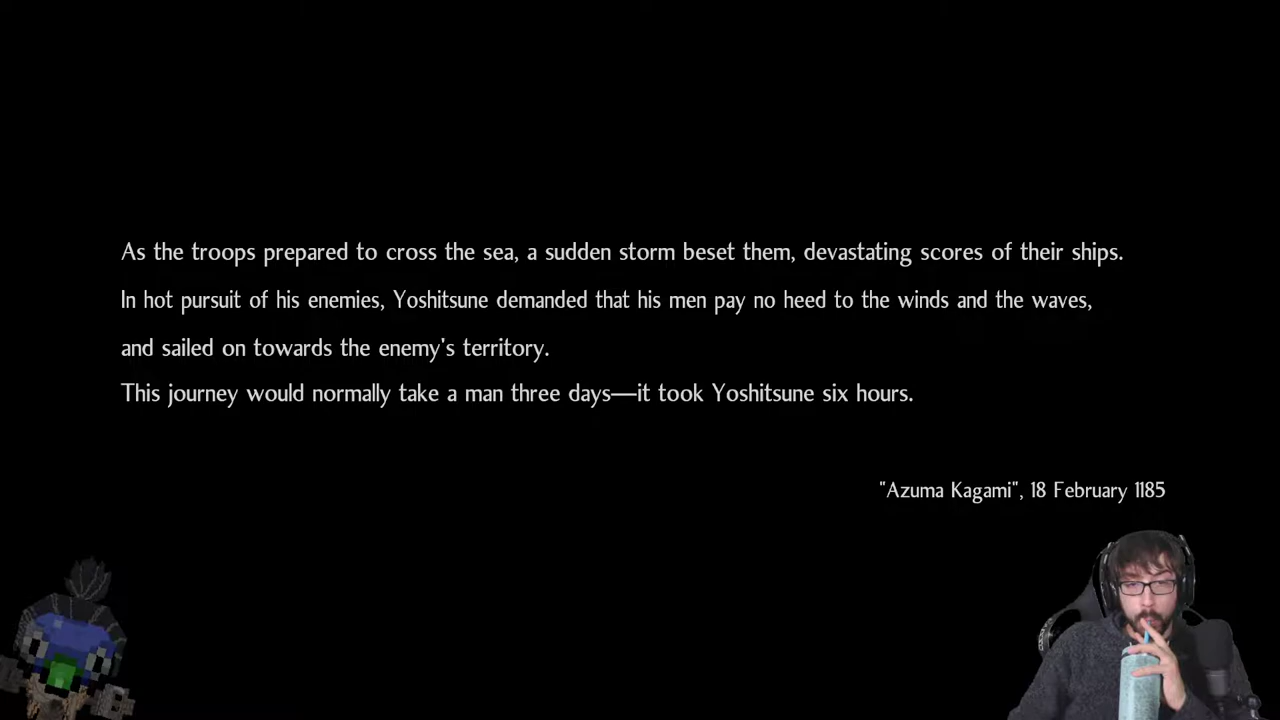 As the troops prepared to cross the sea, a sudden storm beset them, devastating scores of their ships.
In hot pursuit of his enemies, Yoshitsune demanded that his men pay no heed to the winds and the waves,
and sailed on towards the enemy's territory.
This journey would normally take a man three days—it took Yoshitsune six hours.
"Azuma Kagami", 18 February 1185